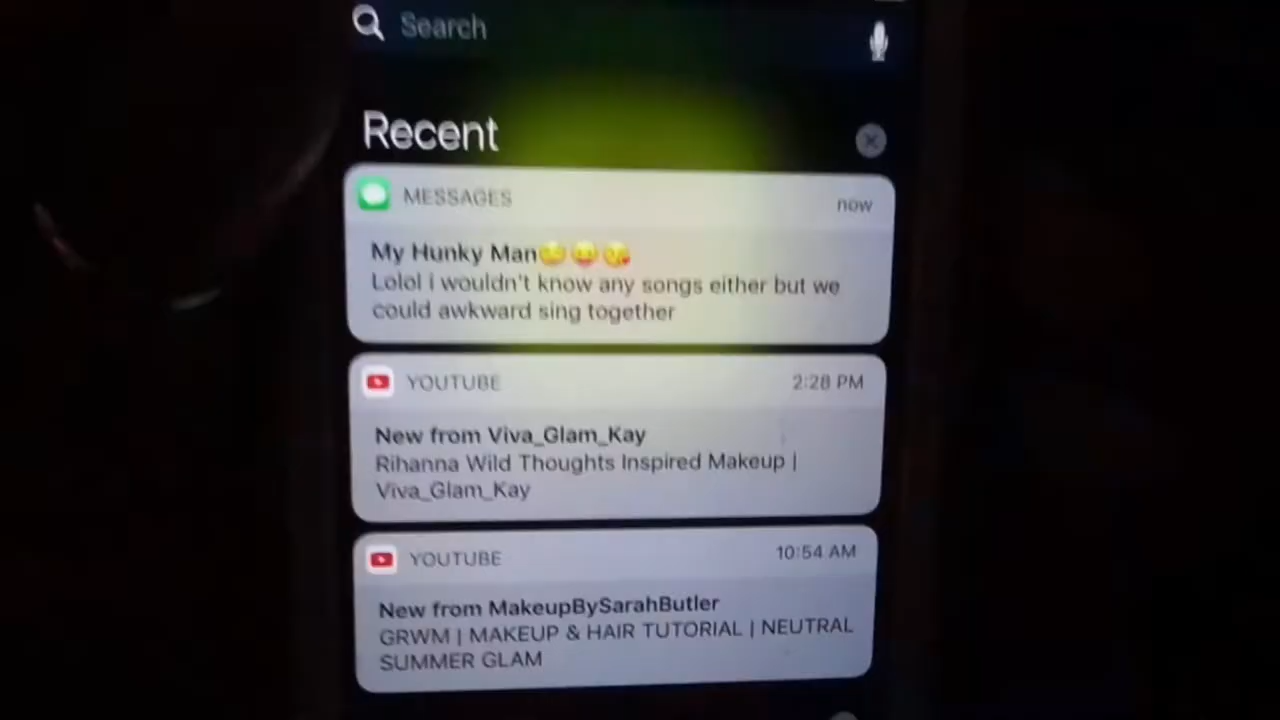 Search
Recent
MESSAGES
now
My Hunky Man😊😛😘
Lolol i wouldn't know any songs either but we
could awkward sing together
YOUTUBE
2:28 PM
New from Viva_Glam_Kay
Rihanna Wild Thoughts Inspired Makeup |
Viva_Glam_Kay
YOUTUBE
10:54 AM
New from MakeupBySarahButler
GRWM | MAKEUP & HAIR TUTORIAL | NEUTRAL
SUMMER GLAM